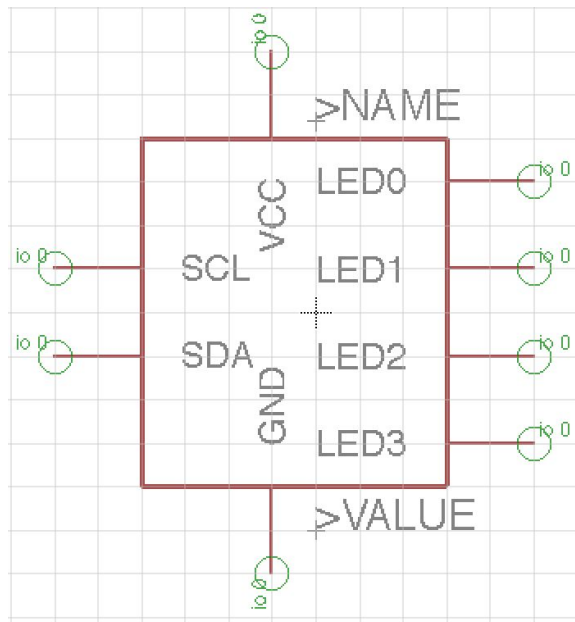 io 0
>NAME
LED0
io 0
VCC
io 0
SCL
LED1
io 0
io 0
SDA
LED2
io 0
GND
LED3
io 0
>VALUE
io 0